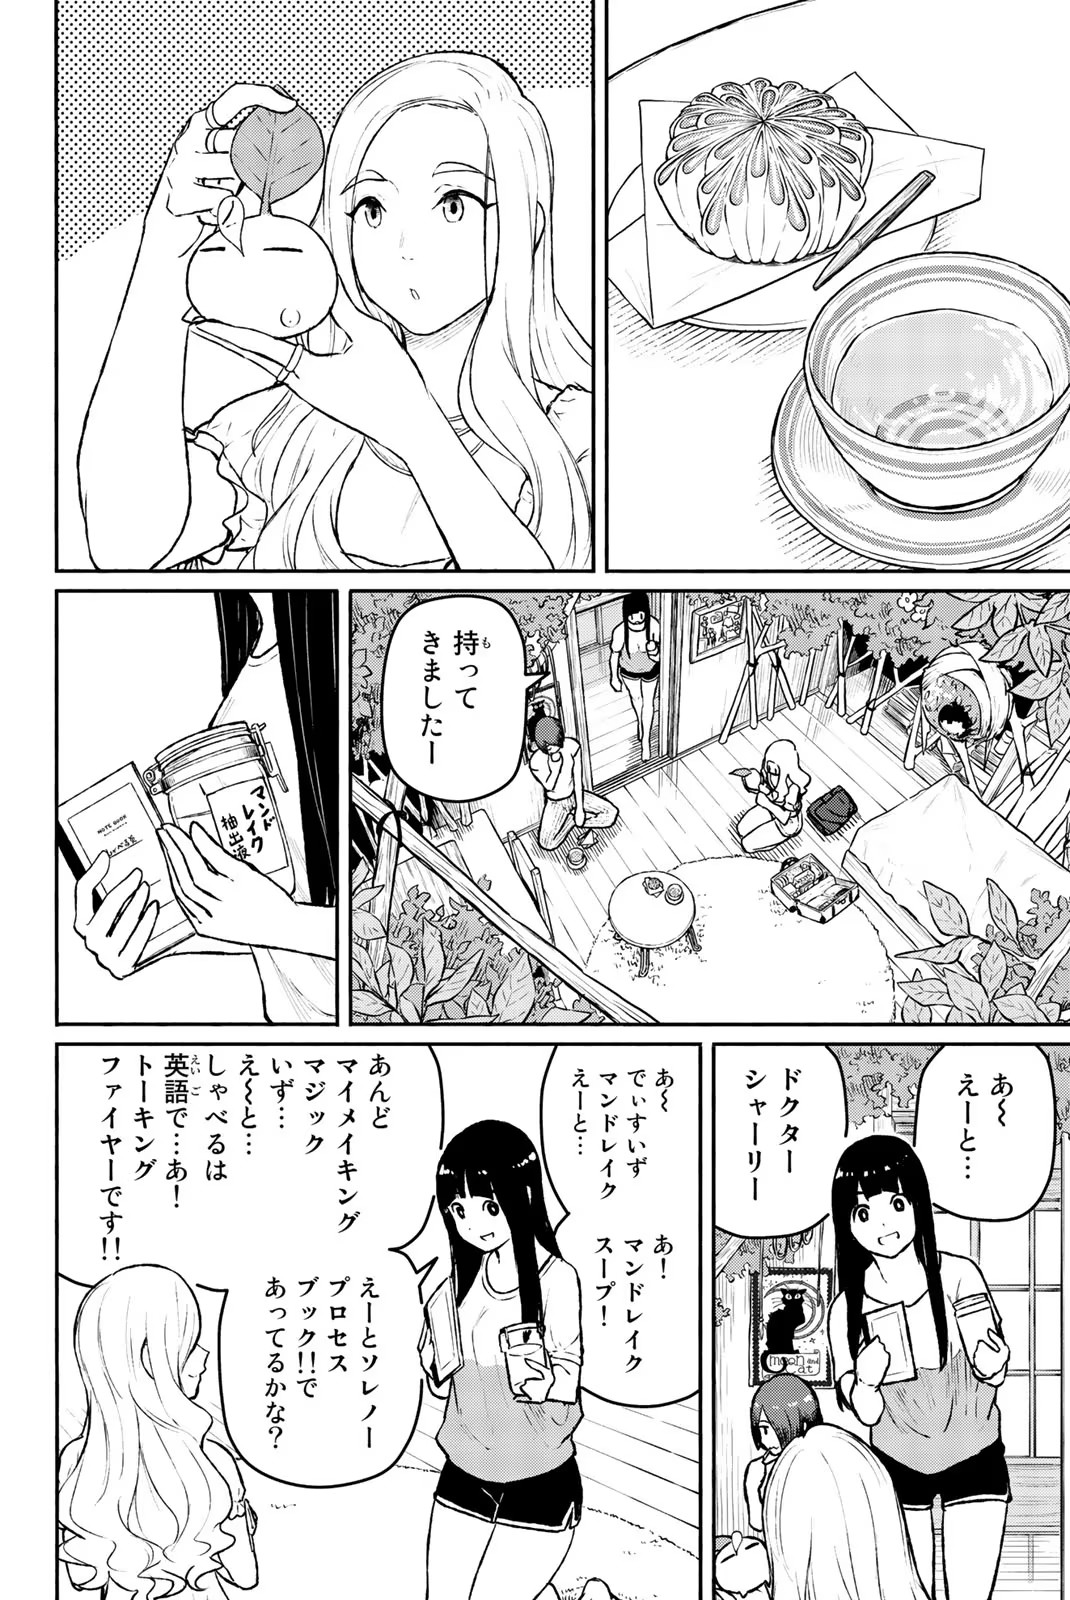 持って
きましたー
NOTE BOOK
マンド
レイク
抽出液
あ〜
えーと…
ドクター
シャーリー
moon and
cat
あ〜
でぃすいず
マンドレイク
えーと…
あ！
マンドレイク
スープ！
あんど
マイメイキング
マジック
いず…
え〜と…
しゃべるは
英語で…あ！
トーキング
ファイヤーです!!
えーとソレノー
プロセス
ブック!!で
あってるかな？